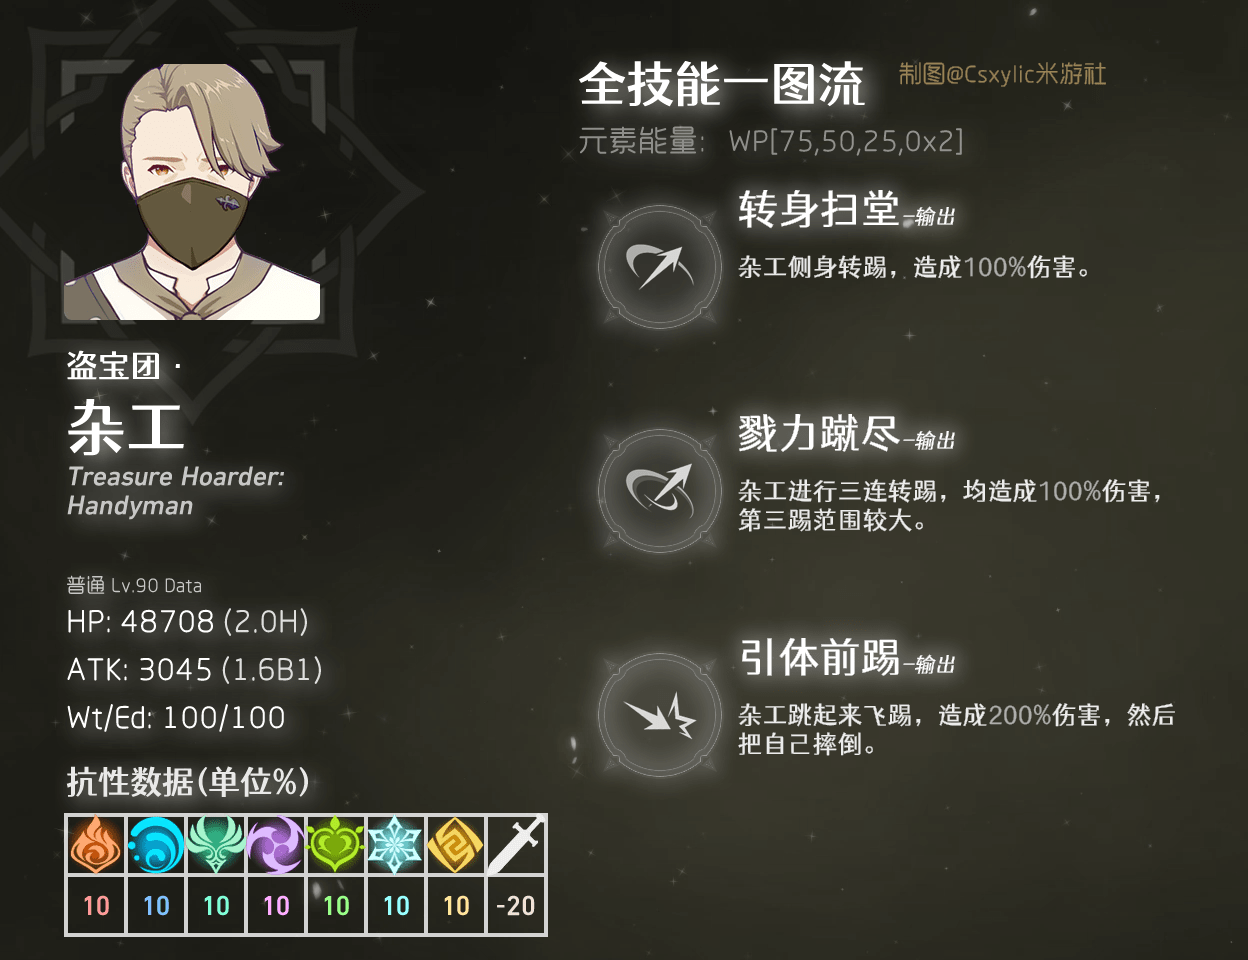 全技能一图流
制图@Csxylic米游社
元素能量: WP[75,50,25,0x2]
转身扫堂-输出
杂工侧身转踢，造成100%伤害。
戮力蹴尽-输出
杂工进行三连转踢，均造成100%伤害，
第三踢范围较大。
引体前踢-输出
杂工跳起来飞踢，造成200%伤害，然后
把自己摔倒。
盗宝团 ·
杂工
Treasure Hoarder:
Handyman
普通 Lv.90 Data
HP: 48708 (2.0H)
ATK: 3045 (1.6B1)
Wt/Ed: 100/100
抗性数据(单位%)
10 10 10 10 10 10 10 -20